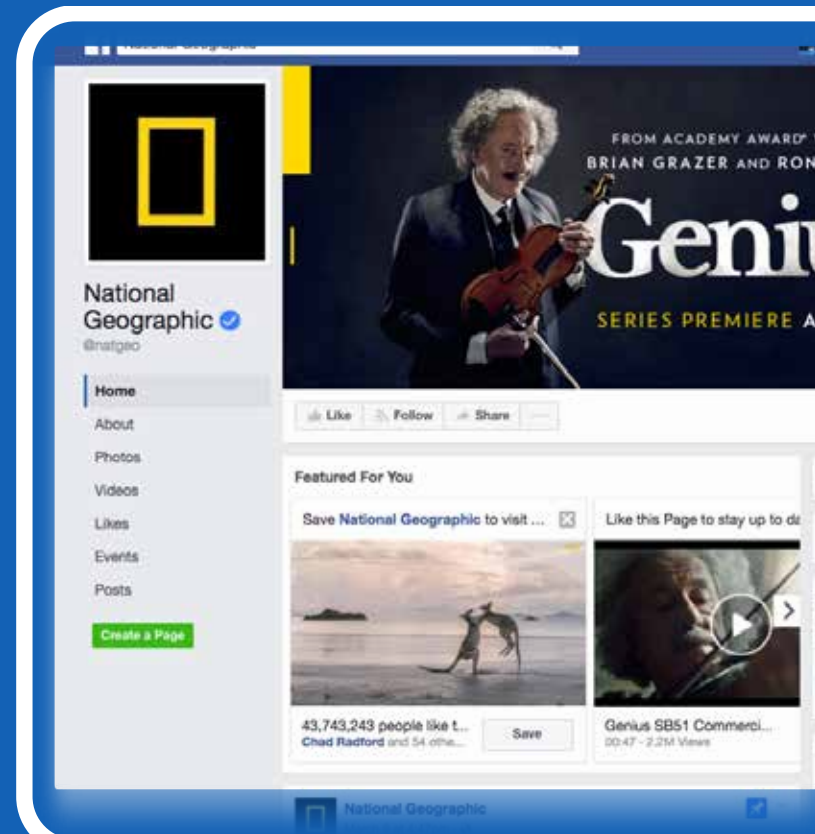 National Geographic
FROM ACADEMY AWARD®
BRIAN GRAZER AND RON
Geniu
SERIES PREMIERE A
National
Geographic
@natgeo
Home
About
Photos
Videos
Likes
Events
Posts
Create a Page
Like Follow Share
Featured For You
Save National Geographic to visit ...
43,743,243 people like t...
Chad Radford and 54 othe...
Save
Like this Page to stay up to da
Genius SB51 Commerci...
00:47 - 2.2M Views
National Geographic